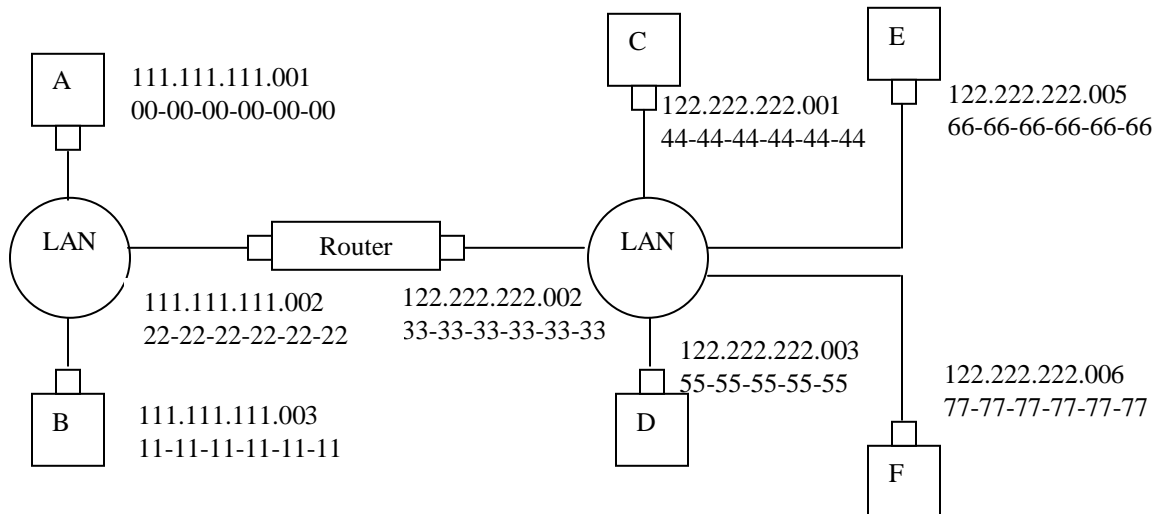 A
111.111.111.001
00-00-00-00-00-00
C
122.222.222.001
44-44-44-44-44-44
E
122.222.222.005
66-66-66-66-66-66
LAN
Router
LAN
111.111.111.002
22-22-22-22-22-22
122.222.222.002
33-33-33-33-33-33
B
111.111.111.003
11-11-11-11-11-11
122.222.222.003
55-55-55-55-55
D
122.222.222.006
77-77-77-77-77-77
F